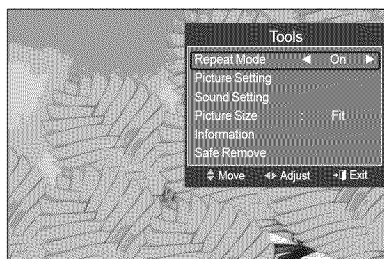 Tools
Repeat Mode ◀ On ▶
Picture Setting
Sound Setting
Picture Size : Fit
Information
Safe Remove
Move Adjust Exit